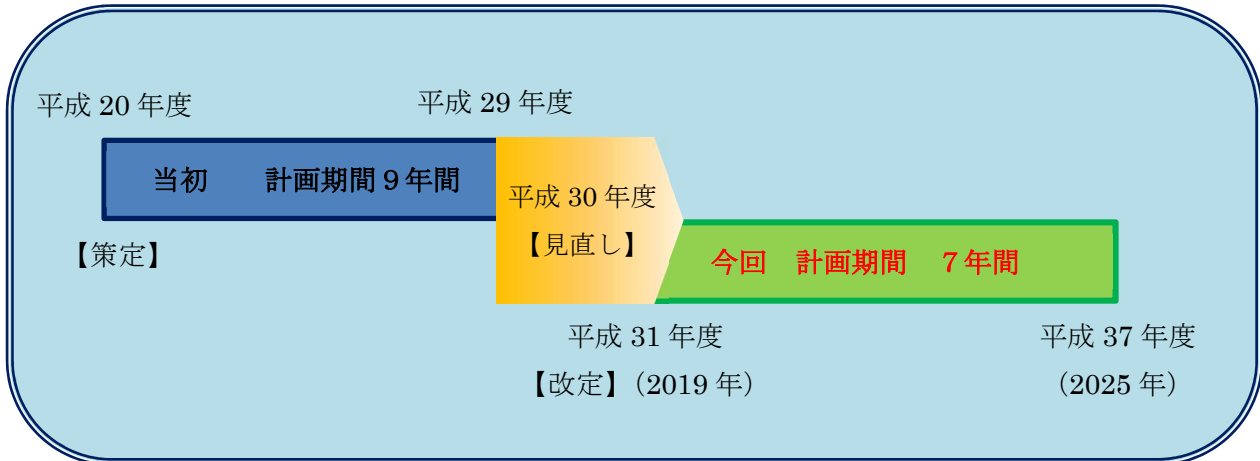 平成 20 年度
平成 29 年度
当初　　計画期間９年間
平成 30 年度
【策定】
【見直し】
今回　計画期間　７年間
平成 31 年度
平成 37 年度
【改定】（2019 年）
（2025 年）